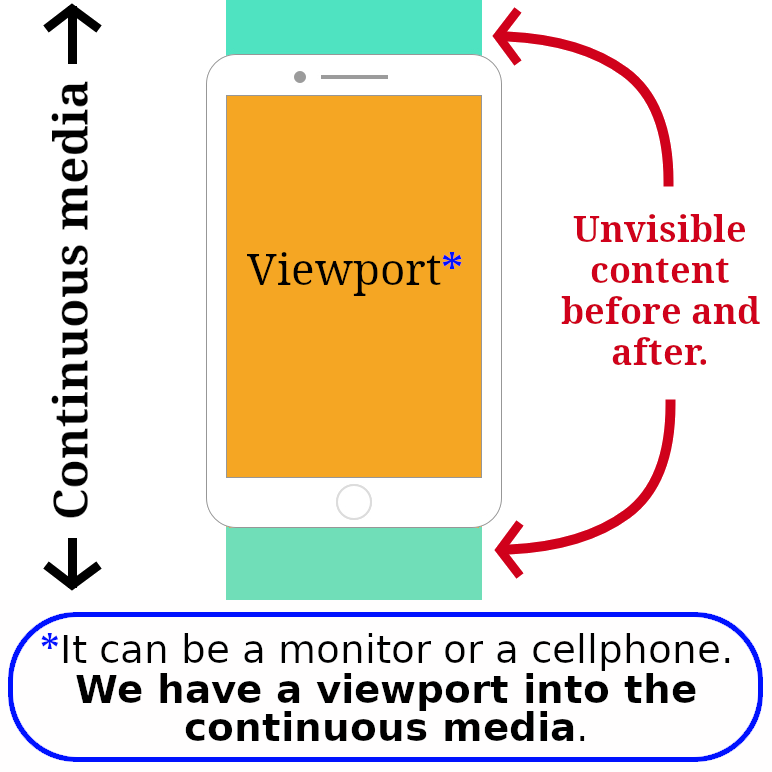 Continuous media
Viewport*
Unvisible
content
before and
after.
*It can be a monitor or a cellphone.
We have a viewport into the
continuous media.